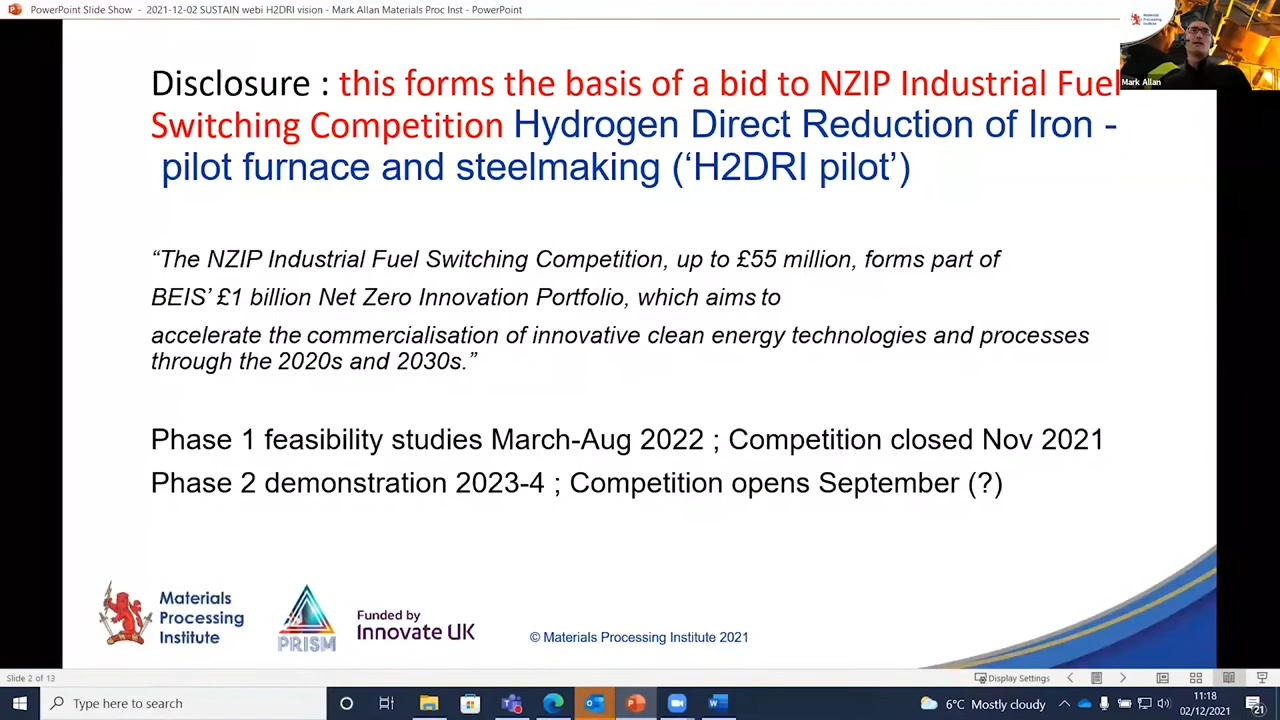 PowerPoint Slide Show - 2021-12-02 SUSTAIN webi H2DRI vision - Mark Allan Materials Proc Inst - PowerPoint
Materials Processing Institute
Mark Allan
Disclosure : this forms the basis of a bid to NZIP Industrial Fuel
Switching Competition Hydrogen Direct Reduction of Iron -
pilot furnace and steelmaking (‘H2DRI pilot’)
“The NZIP Industrial Fuel Switching Competition, up to £55 million, forms part of
BEIS’ £1 billion Net Zero Innovation Portfolio, which aims to
accelerate the commercialisation of innovative clean energy technologies and processes
through the 2020s and 2030s.”
Phase 1 feasibility studies March-Aug 2022 ; Competition closed Nov 2021
Phase 2 demonstration 2023-4 ; Competition opens September (?)
Materials
Processing
Institute
PRISM
Funded by
Innovate UK
© Materials Processing Institute 2021
Slide 2 of 13
Display Settings
Type here to search
6°C Mostly cloudy
11:18
02/12/2021
21